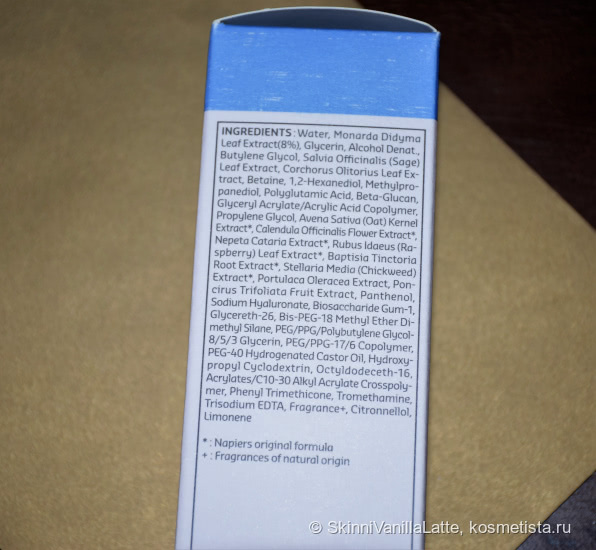 INGREDIENTS : Water, Monarda Didyma
Leaf Extract(8%), Glycerin, Alcohol Denat.,
Butylene Glycol, Salvia Officinalis (Sage)
Leaf Extract, Corchorus Olitorius Leaf Ex-
tract, Betaine, 1,2-Hexanediol, Methylpro-
panediol, Polyglutamic Acid, Beta-Glucan,
Glyceryl Acrylate/Acrylic Acid Copolymer,
Propylene Glycol, Avena Sativa (Oat) Kernel
Extract*, Calendula Officinalis Flower Extract*,
Nepeta Cataria Extract*, Rubus Idaeus (Ra-
spberry) Leaf Extract*, Baptisia Tinctoria
Root Extract*, Stellaria Media (Chickweed)
Extract*, Portulaca Oleracea Extract, Pon-
cirus Trifoliata Fruit Extract, Panthenol,
Sodium Hyaluronate, Biosaccharide Gum-1,
Glycereth-26, Bis-PEG-18 Methyl Ether Di-
methyl Silane, PEG/PPG/Polybutylene Glycol-
8/5/3 Glycerin, PEG/PPG-17/6 Copolymer,
PEG-40 Hydrogenated Castor Oil, Hydroxy-
propyl Cyclodextrin, Octyldodeceth-16,
Acrylates/C10-30 Alkyl Acrylate Crosspoly-
mer, Phenyl Trimethicone, Tromethamine,
Trisodium EDTA, Fragrance+, Citronnellol,
Limonene
* : Napiers original formula
+ : Fragrances of natural origin
© SkinniVanillaLatte, kosmetista.ru